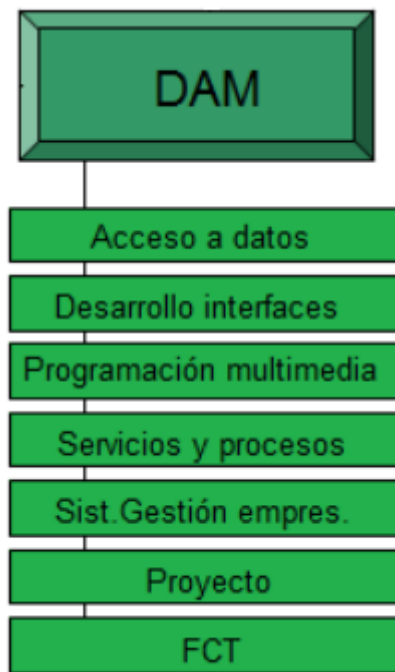 DAM
Acceso a datos
Desarrollo interfaces
Programación multimedia
Servicios y procesos
Sist.Gestión empres.
Proyecto
FCT